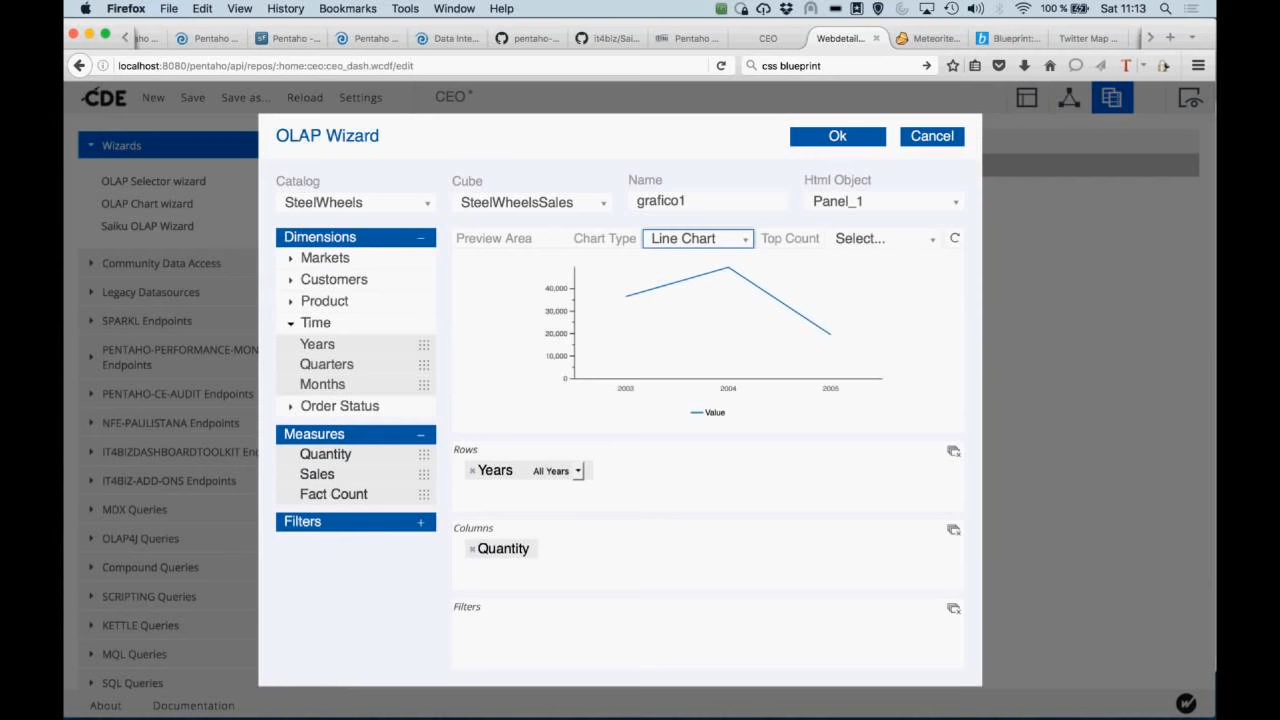 Firefox File Edit View History Bookmarks Tools Window Help 100 % Sat 11:13
ho ... Pentaho ... Pentaho -... Pentaho ... Data Inte... pentaho-... it4biz/Sai... Pentaho ... CEO Webdetail... Meteorite... Blueprint:... Twitter Map ...
localhost:8080/pentaho/api/repos/:home:ceo:ceo_dash.wcdf/edit css blueprint
CDE New Save Save as... Reload Settings CEO*
OLAP Wizard Ok Cancel
Wizards
OLAP Selector wizard
OLAP Chart wizard
Saiku OLAP Wizard
Community Data Access
Legacy Datasources
SPARKL Endpoints
PENTAHO-PERFORMANCE-MON
Endpoints
PENTAHO-CE-AUDIT Endpoints
NFE-PAULISTANA Endpoints
IT4BIZDASHBOARDTOOLKIT En
IT4BIZ-ADD-ONS Endpoints
MDX Queries
OLAP4J Queries
Compound Queries
SCRIPTING Queries
KETTLE Queries
MQL Queries
SQL Queries
Catalog Cube Name Html Object
SteelWheels SteelWheelsSales grafico1 Panel_1
Dimensions
Markets
Customers
Product
Time
Years
Quarters
Months
Order Status
Measures
Quantity
Sales
Fact Count
Filters
Preview Area Chart Type Line Chart Top Count Select...
40,000
30,000
20,000
10,000
0
2003 2004 2005
Value
Rows
Years All Years
Columns
Quantity
Filters
About Documentation